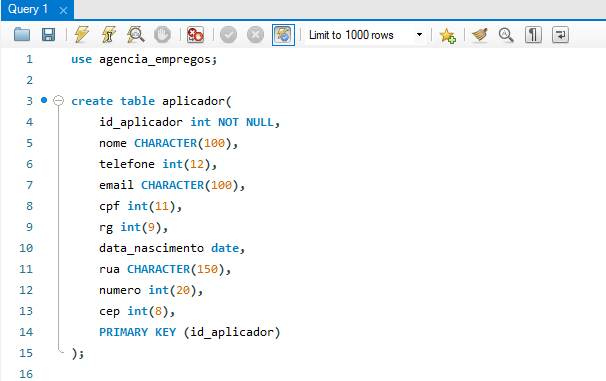 Query 1
Limit to 1000 rows
1 use agencia_empregos;
2
3 create table aplicador(
4 id_aplicador int NOT NULL,
5 nome CHARACTER(100),
6 telefone int(12),
7 email CHARACTER(100),
8 cpf int(11),
9 rg int(9),
10 data_nascimento date,
11 rua CHARACTER(150),
12 numero int(20),
13 cep int(8),
14 PRIMARY KEY (id_aplicador)
15 );
16